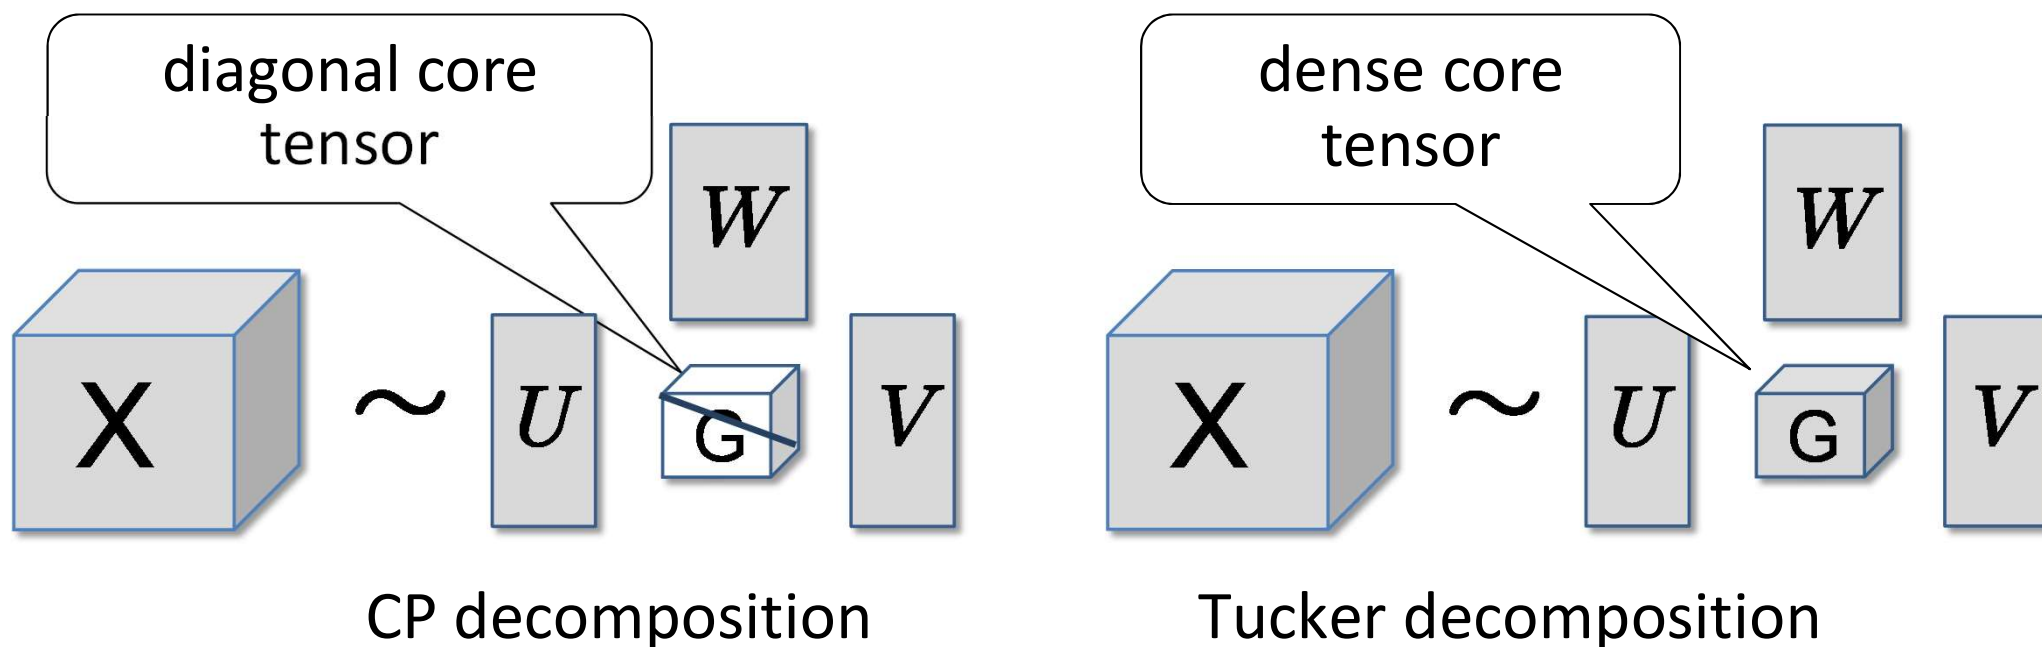 diagonal core
tensor
W
X ~ U G V
CP decomposition
dense core
tensor
W
X ~ U G V
Tucker decomposition